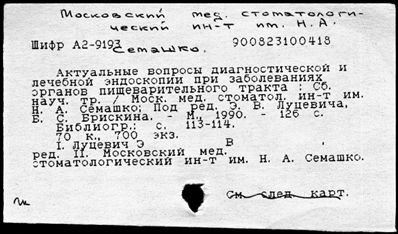 Московский мед. стоматологи-
ческий ин-т им. Н.А.
Семашко.
Шифр А2-9193 900823100418
Актуальные вопросы диагностической и
лечебной эндоскопии при заболеваниях
органов пищеварительного тракта : Сб.
науч. тр. / Моск. мед. стоматол. ин-т им.
Н. А. Семашко; Под ред. Э. В. Луцевича,
Б. С. Брискина. - М., 1990. - 126 с.
Библиогр.: с. 113-114.
70 к., 700 экз.
I. Луцевич Э В
ред. II. Московский мед.
стоматологический ин-т им. Н. А. Семашко.
См. след. карт.